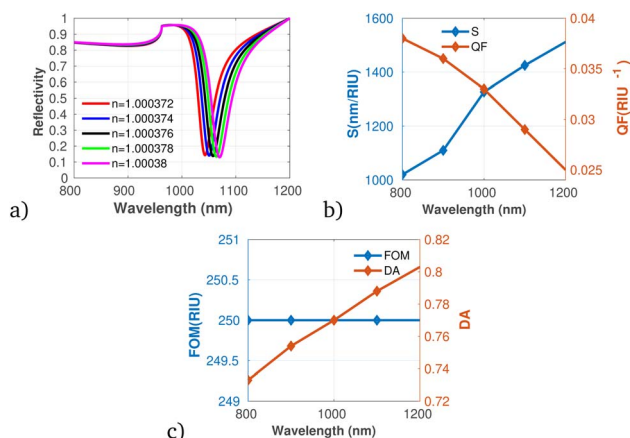 1
0.9
0.8
0.7
0.6
0.5
0.4
0.3
0.2
0.1
0
Reflectivity
n=1.000372
n=1.000374
n=1.000376
n=1.000378
n=1.00038
800 900 1000 1100 1200
Wavelength (nm)
a)
1600
1400
1200
1000
S(nm/RIU)
S
QF
0.04
0.035
0.03
0.025
QF(RIU -1)
800 900 1000 1100 1200
Wavelength (nm)
b)
251
250.5
250
249.5
249
FOM(RIU)
FOM
DA
0.82
0.8
0.78
0.76
0.74
0.72
DA
800 900 1000 1100 1200
Wavelength (nm)
c)